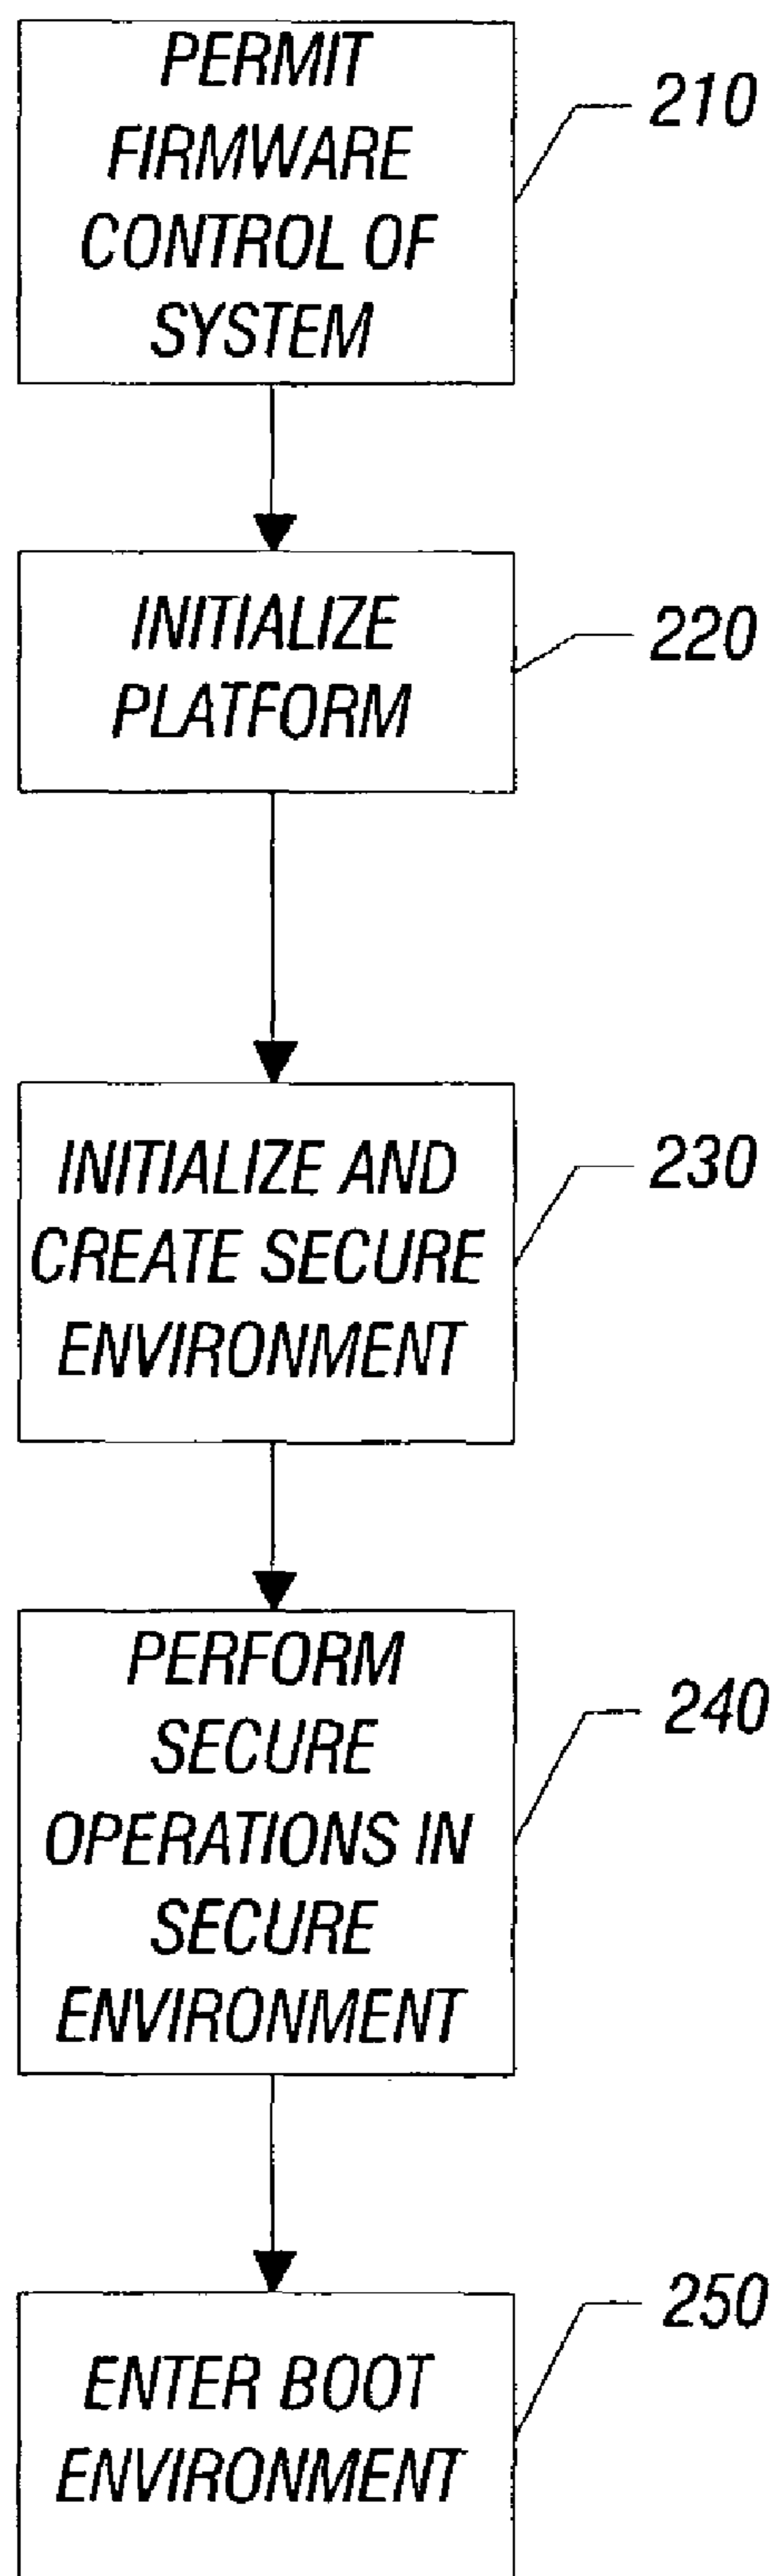 PERMIT
FIRMWARE
CONTROL OF
SYSTEM
210
INITIALIZE
PLATFORM
220
INITIALIZE AND
CREATE SECURE
ENVIRONMENT
230
PERFORM
SECURE
OPERATIONS IN
SECURE
ENVIRONMENT
240
ENTER BOOT
ENVIRONMENT
250